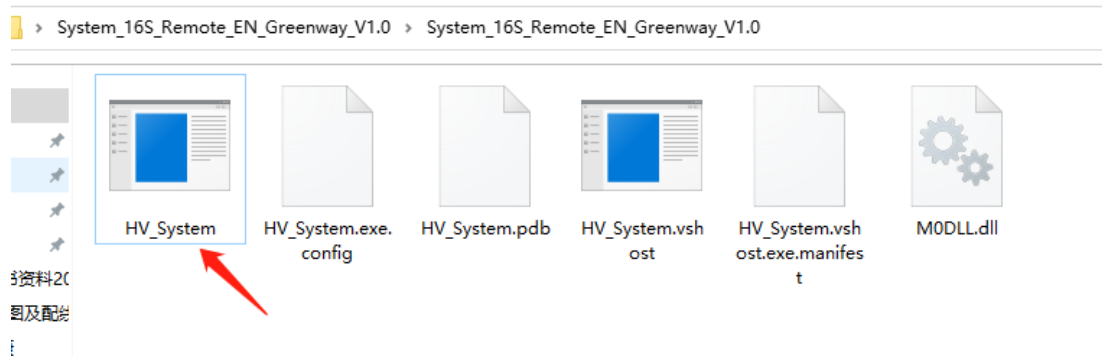 System_16S_Remote_EN_Greenway_V1.0 > System_16S_Remote_EN_Greenway_V1.0
HV_System
HV_System.exe.
config
HV_System.pdb
HV_System.vsh
ost
HV_System.vsh
ost.exe.manifes
t
M0DLL.dll
资料20
图及配